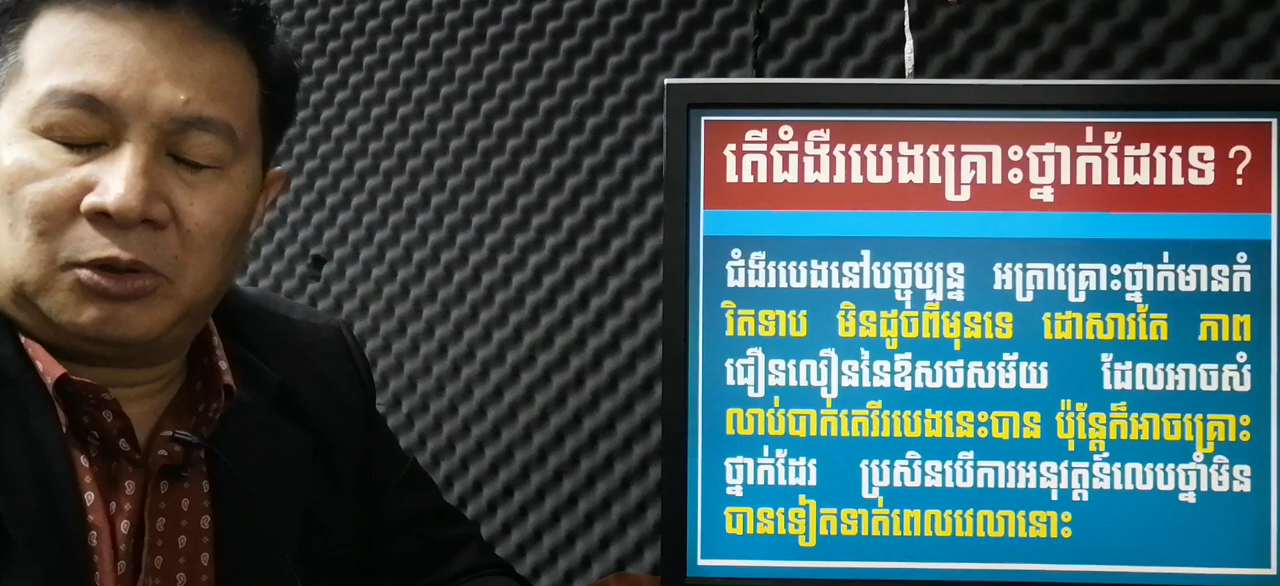 តើជំងឺរបេងគ្រោះថ្នាក់ដែរទេ ?
ជំងឺរបេងនៅបច្ចុប្បន្ន អត្រាគ្រោះថ្នាក់មានកំ
រិតទាប មិនដូចពីមុនទេ ដោសារតែ ភាព
ជឿនលឿននៃឱសថសម័យ ដែលអាចសំ
លាប់បាក់តេរីរបេងនេះបាន ប៉ុន្តែក៏អាចគ្រោះ
ថ្នាក់ដែរ ប្រសិនបើការអនុវត្តន៍លេបថ្នាំមិន
បានទៀតទាត់ពេលវេលានោះ